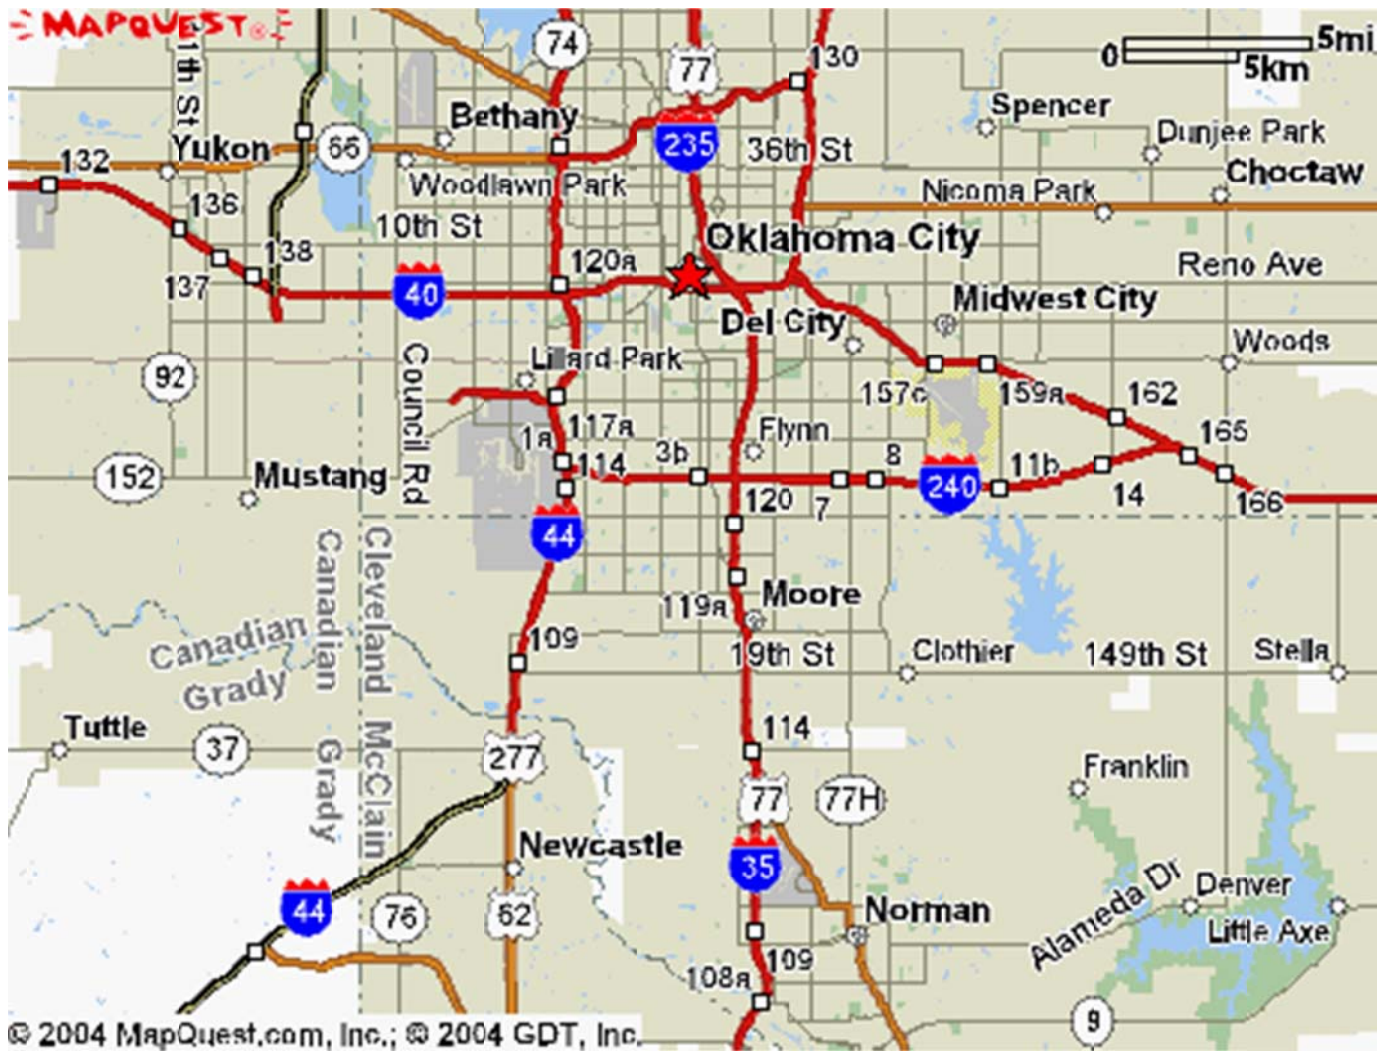 MAPQUEST®
74
77
130
0
5mi
5km
11th St
Bethany
Spencer
132
Yukon
66
235
36th St
Dunjee Park
Woodlawn Park
Choctaw
136
Nicoma Park
10th St
Oklahoma City
138
120a
Reno Ave
137
40
Midwest City
Del City
Council Rd
Lillard Park
Woods
92
157c
159a
162
1a
117a
Flynn
165
3b
8
114
11b
152
Mustang
240
120
7
14
166
44
Canadian
Cleveland
Moore
119a
Canadian
Grady
109
19th St
Clothier
149th St
Stella
Tuttle
37
Grady
McClain
277
114
Franklin
77
77H
Newcastle
35
Alameda Dr
Denver
44
76
62
Norman
Little Axe
109
108a
9
© 2004 MapQuest.com, Inc.; © 2004 GDT, Inc.